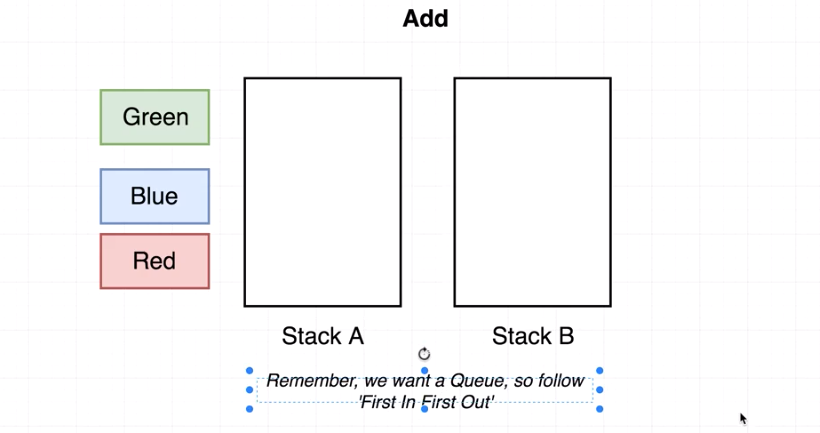 Add
Green
Blue
Red
Stack A
Stack B
Remember, we want a Queue, so follow
'First In First Out'